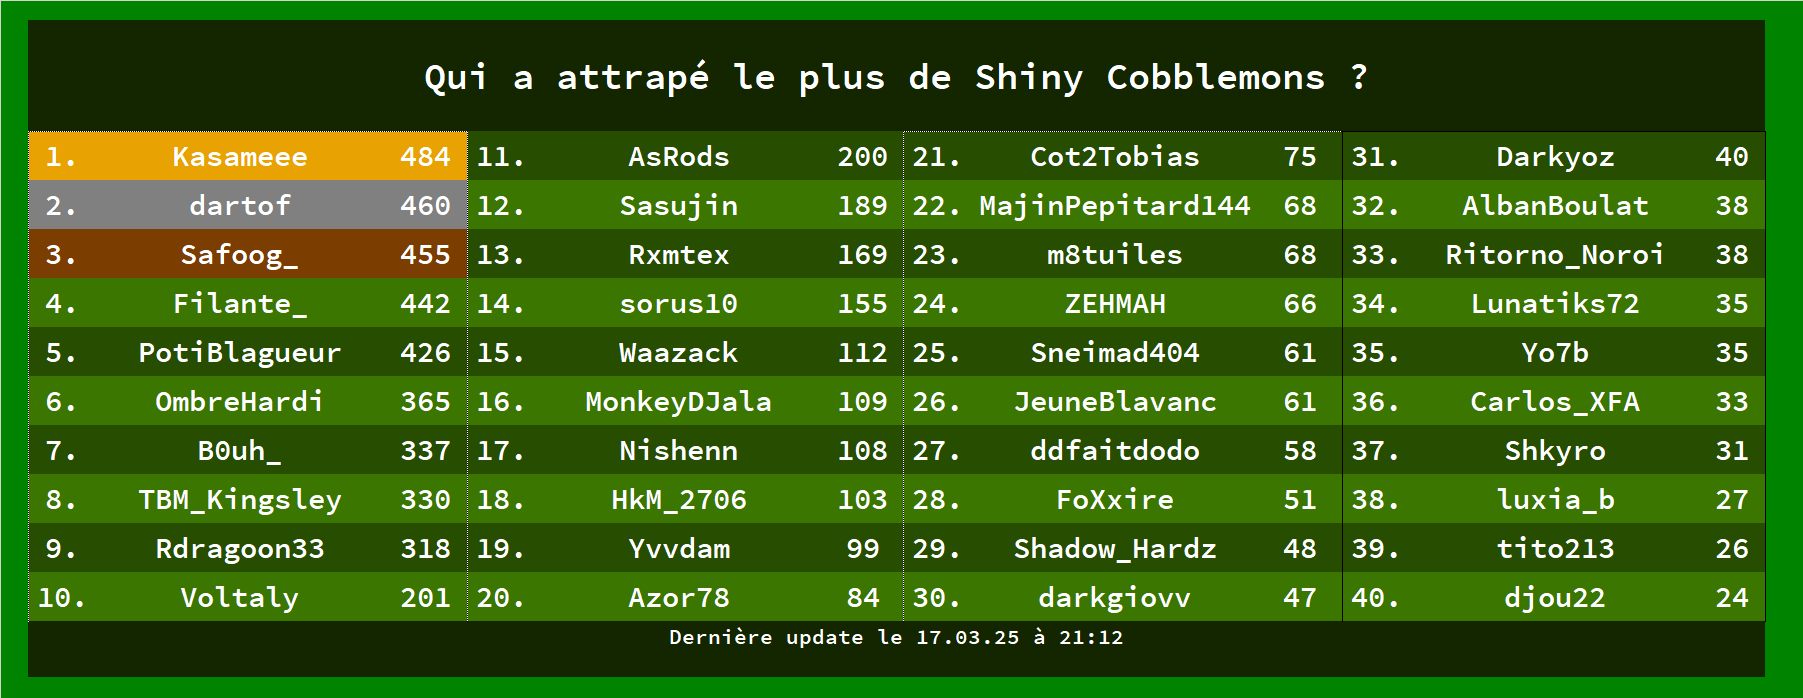 Qui a attrapé le plus de Shiny Cobblemons ?
1. Kasameee 484
2. dartof 460
3. Safoog_ 455
4. Filante_ 442
5. PotiBlagueur 426
6. OmbreHardi 365
7. B0uh_ 337
8. TBM_Kingsley 330
9. Rdragoon33 318
10. Voltaly 201
11. AsRods 200
12. Sasujin 189
13. Rxmtex 169
14. sorus10 155
15. Waazack 112
16. MonkeyDJala 109
17. Nishenn 108
18. HkM_2706 103
19. Yvvdam 99
20. Azor78 84
21. Cot2Tobias 75
22. MajinPepitard144 68
23. m8tuiles 68
24. ZEHMAH 66
25. Sneimad404 61
26. JeuneBlavanc 61
27. ddfaitdodo 58
28. FoXxire 51
29. Shadow_Hardz 48
30. darkgiovv 47
31. Darkyoz 40
32. AlbanBoulat 38
33. Ritorno_Noroi 38
34. Lunatiks72 35
35. Yo7b 35
36. Carlos_XFA 33
37. Shkyro 31
38. luxia_b 27
39. tito213 26
40. djou22 24
Dernière update le 17.03.25 à 21:12